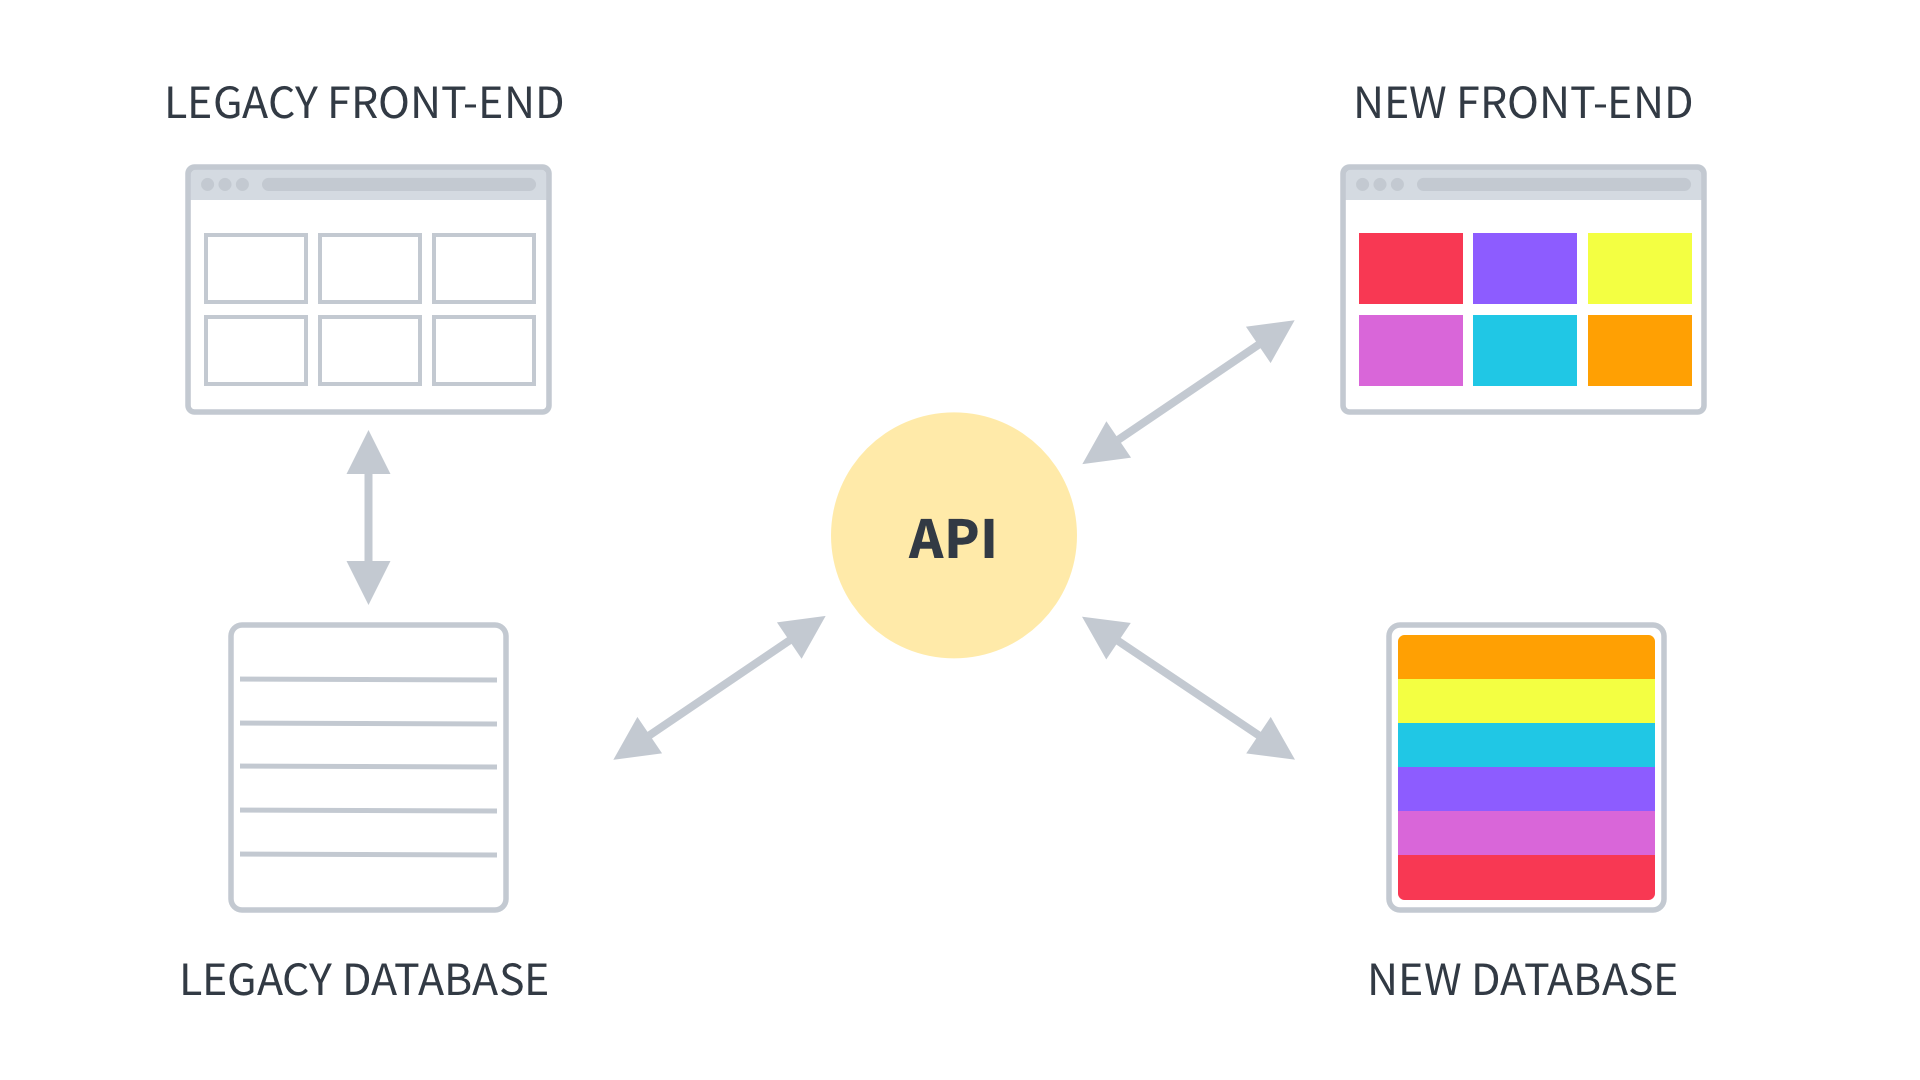 LEGACY FRONT-END
NEW FRONT-END
API
LEGACY DATABASE
NEW DATABASE